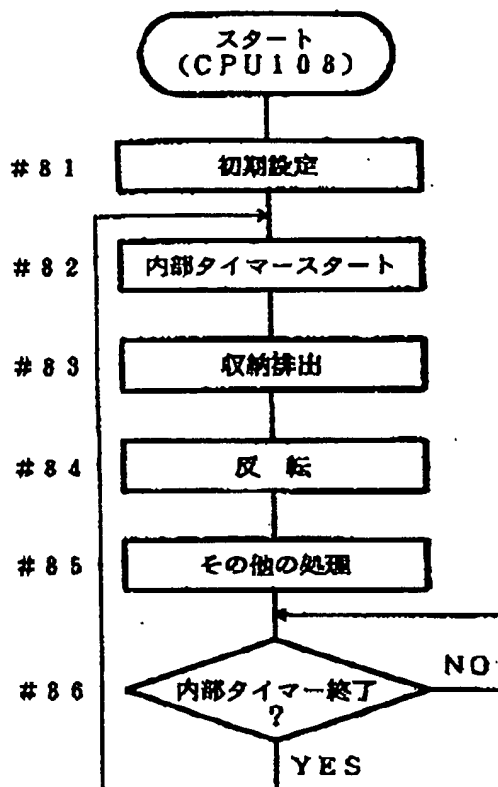 スタート
(CPU108)
#81 初期設定
#82 内部タイマースタート
#83 収納排出
#84 反転
#85 その他の処理
#86 内部タイマー終了
?
NO
YES